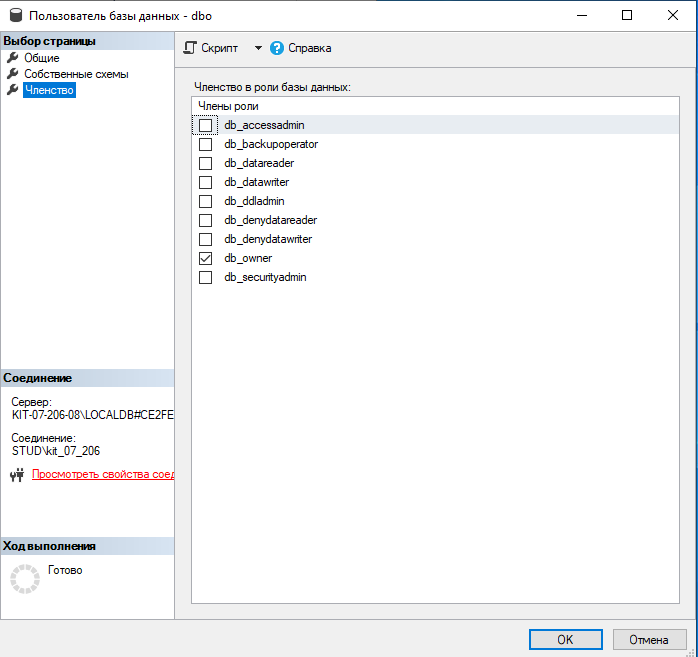 Пользователь базы данных - dbo
Выбор страницы
Общие
Собственные схемы
Членство
Скрипт
Справка
Членство в роли базы данных:
Члены роли
db_accessadmin
db_backupoperator
db_datareader
db_datawriter
db_ddladmin
db_denydatareader
db_denydatawriter
db_owner
db_securityadmin
Соединение
Сервер:
KIT-07-206-08\LOCALDB#CE2FE
Соединение:
STUD\kit_07_206
Просмотреть свойства соед
Ход выполнения
Готово
OK
Отмена